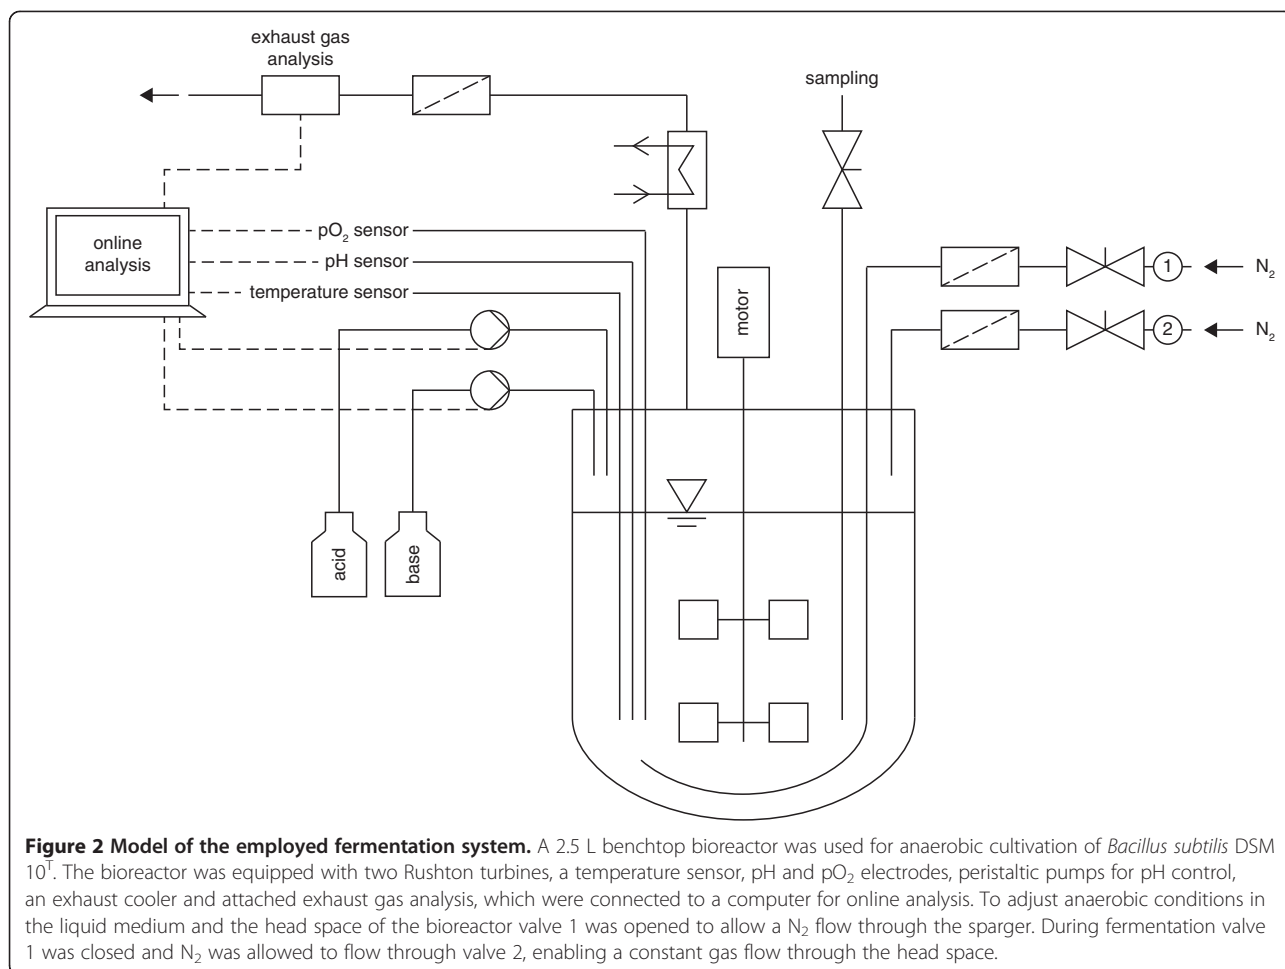 exhaust gas
analysis
sampling
online
analysis
pO₂ sensor
pH sensor
temperature sensor
motor
1
N₂
2
N₂
acid
base
Figure 2 Model of the employed fermentation system. A 2.5 L benchtop bioreactor was used for anaerobic cultivation of Bacillus subtilis DSM
10ᵀ. The bioreactor was equipped with two Rushton turbines, a temperature sensor, pH and pO₂ electrodes, peristaltic pumps for pH control,
an exhaust cooler and attached exhaust gas analysis, which were connected to a computer for online analysis. To adjust anaerobic conditions in
the liquid medium and the head space of the bioreactor valve 1 was opened to allow a N₂ flow through the sparger. During fermentation valve
1 was closed and N₂ was allowed to flow through valve 2, enabling a constant gas flow through the head space.